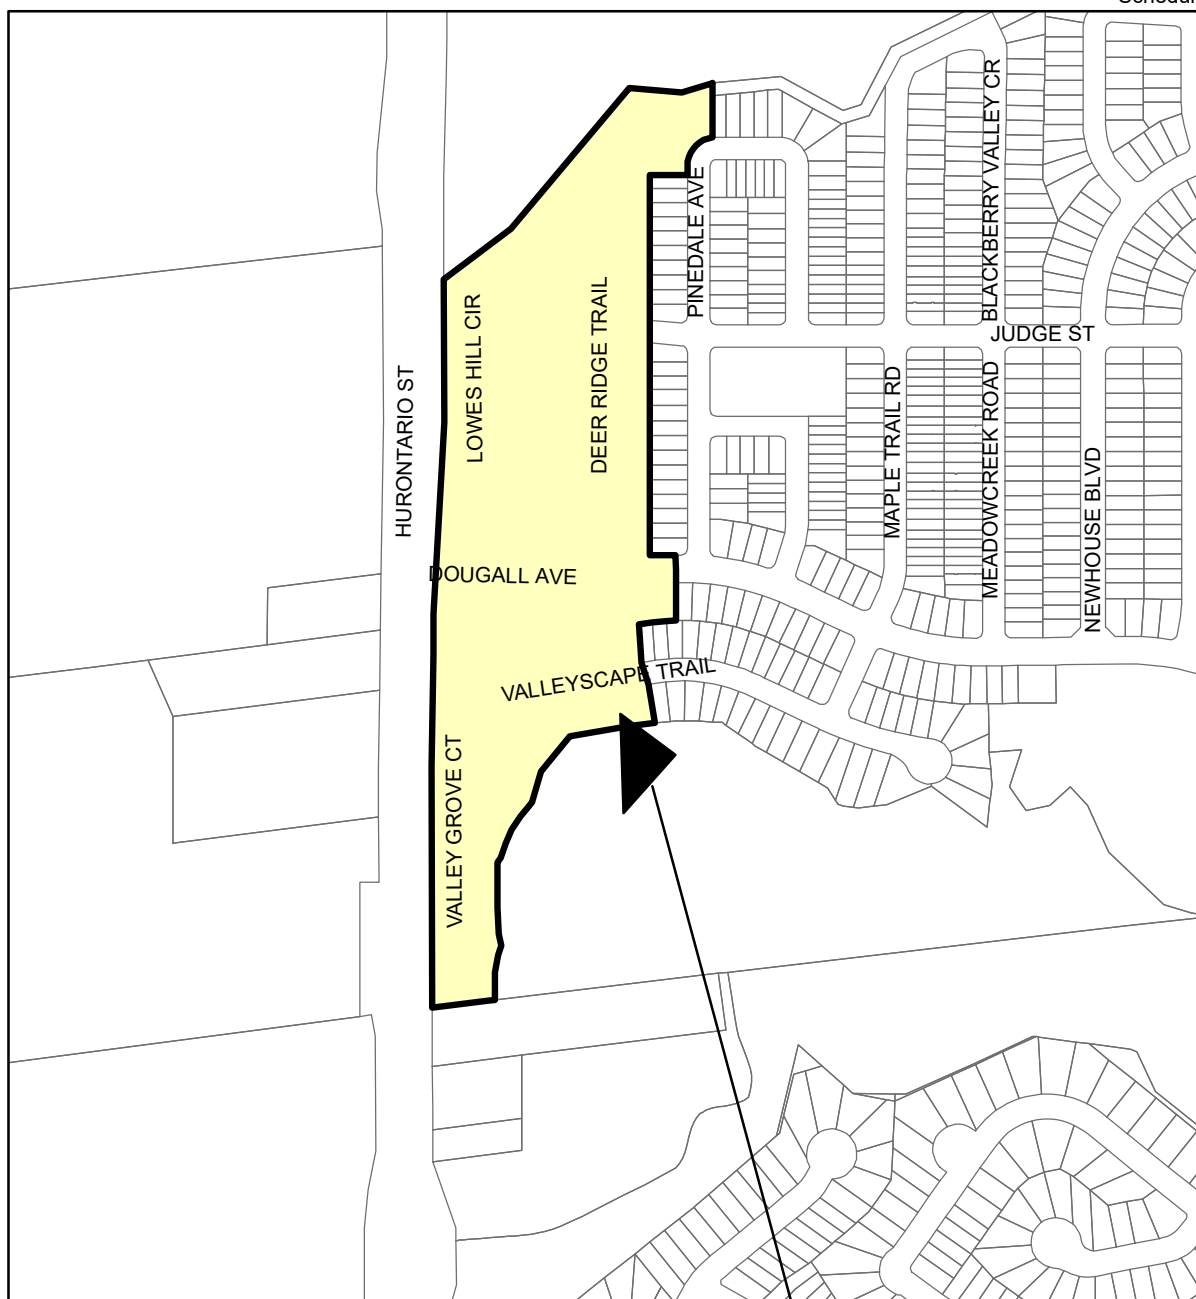 PINEDALE AVE
BLACKBERRY VALLEY CR
LOWES HILL CIR
DEER RIDGE TRAIL
JUDGE ST
HURONTARIO ST
MAPLE TRAIL RD
MEADOWCREEK ROAD
NEWHOUSE BLVD
DOUGALL AVE
VALLEYSCAPE TRAIL
VALLEY GROVE CT